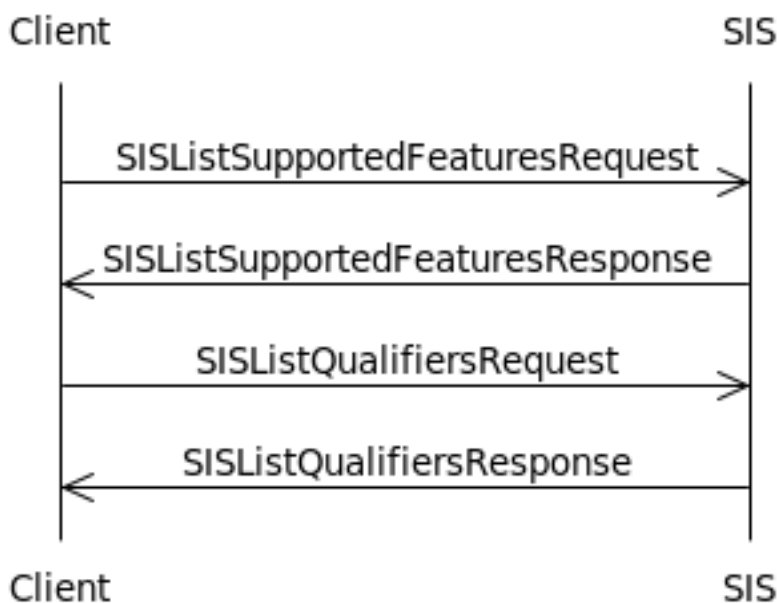 Client SIS
SISListSupportedFeaturesRequest
SISListSupportedFeaturesResponse
SISListQualifiersRequest
SISListQualifiersResponse
Client SIS